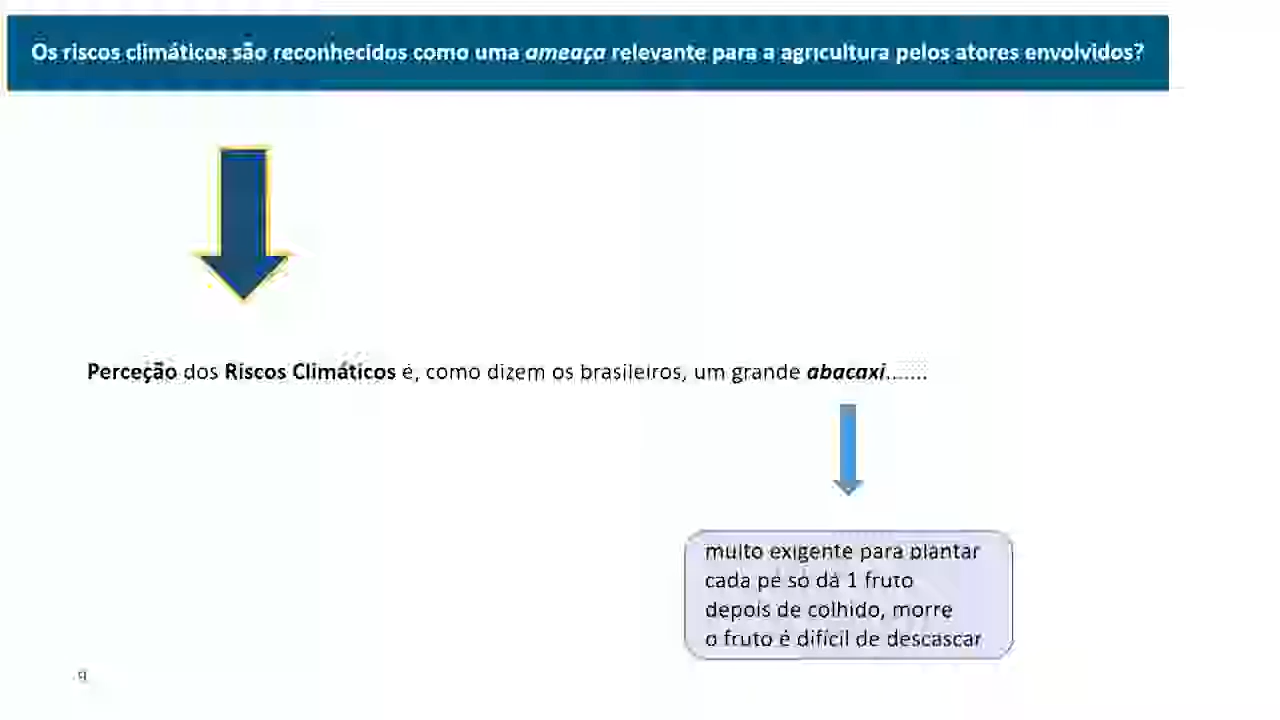 Os riscos climáticos são reconhecidos como uma ameaça relevante para a agricultura pelos atores envolvidos?
Perceção dos Riscos Climáticos é, como dizem os brasileiros, um grande abacaxi.......
muito exigente para plantar
cada pé só dá 1 fruto
depois de colhido, morre
o fruto é difícil de descascar
9